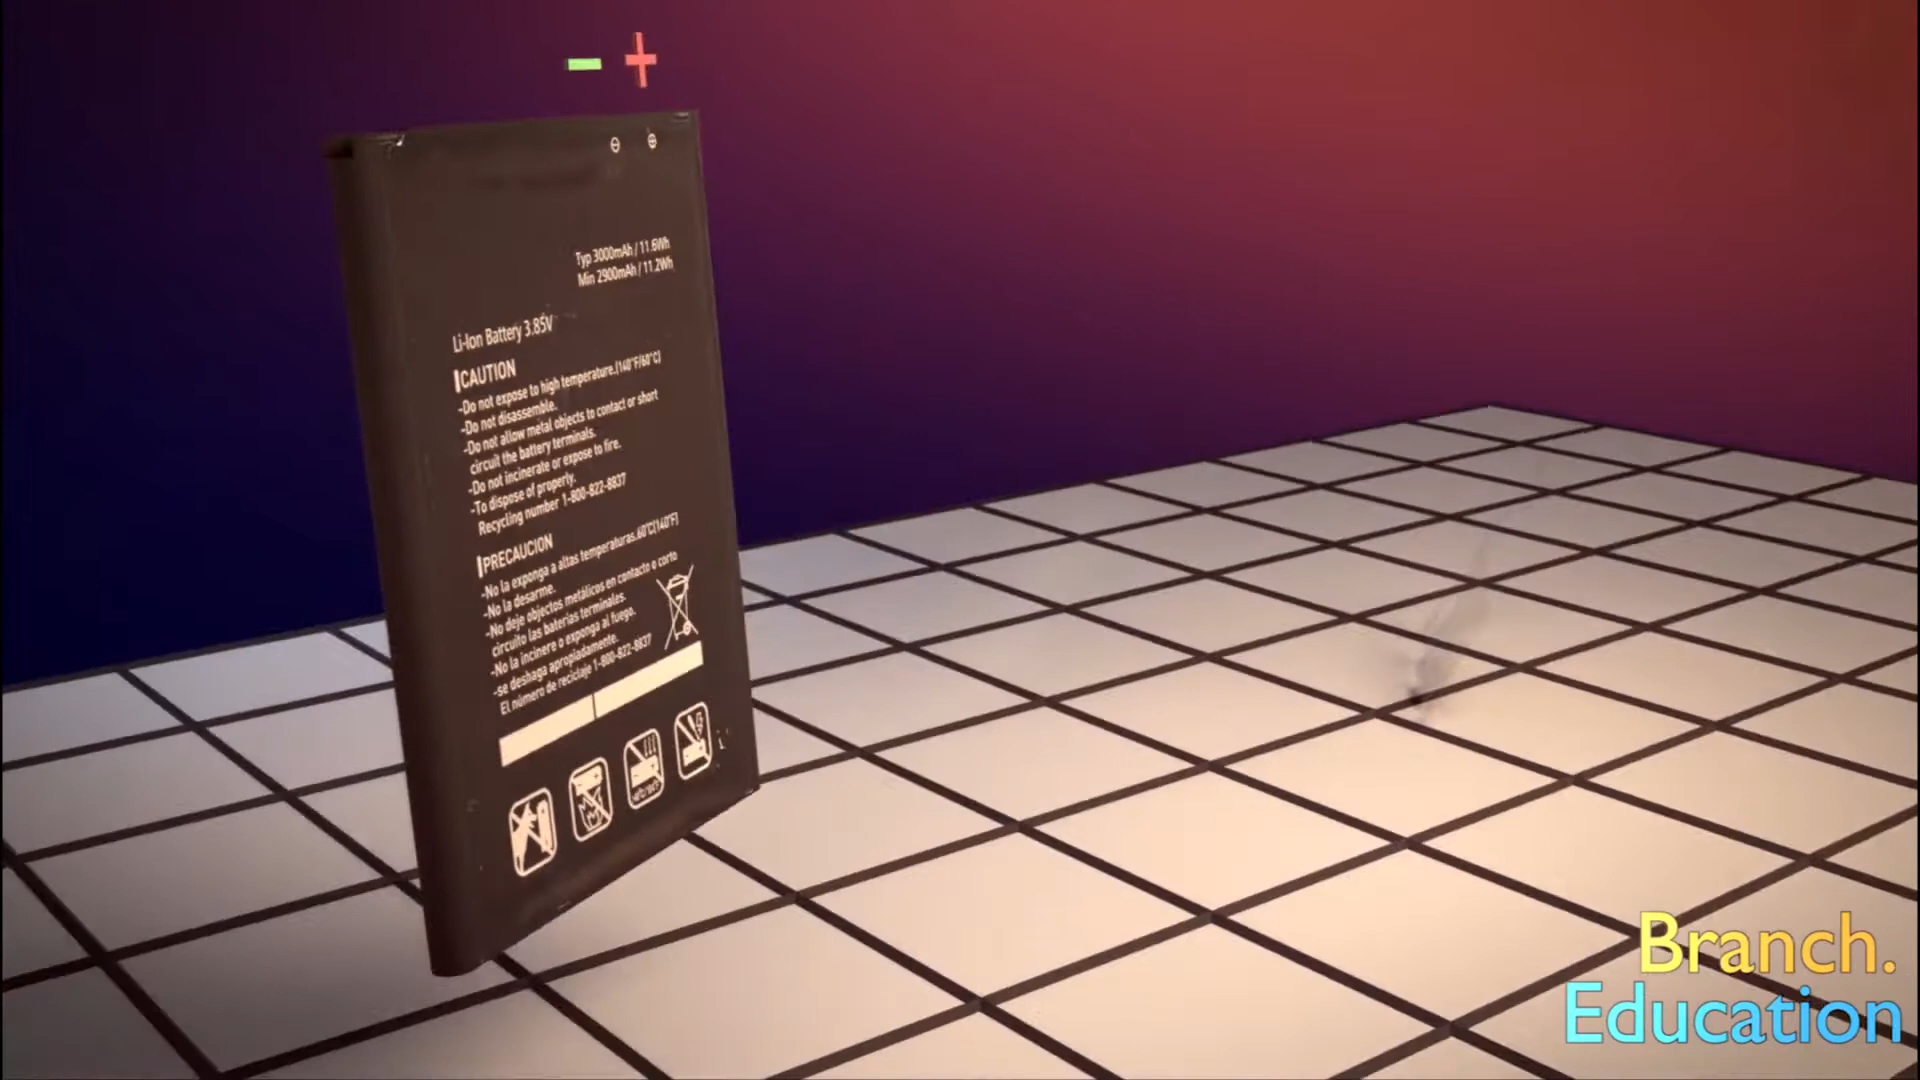 - +
Typ 3000mAh / 11.6Wh
Min 2900mAh / 11.2Wh
Li-Ion Battery 3.85V
CAUTION
-Do not expose to high temperature.(140°F/60°C)
-Do not disassemble.
-Do not allow metal objects to contact or short
circuit the battery terminals.
-Do not incinerate or expose to fire.
-To dispose of properly.
Recycling number 1-800-822-8837
PRECAUCION
-No la exponga a altas temperaturas.60°C(140°F)
-No la desarme.
-No deje objectos metálicos en contacto o corto
circuito las baterias terminales.
-No la incinere o exponga al fuego.
-se deshaga apropiadamente.
El número de reciclaje 1-800-822-8837
Branch.
Education